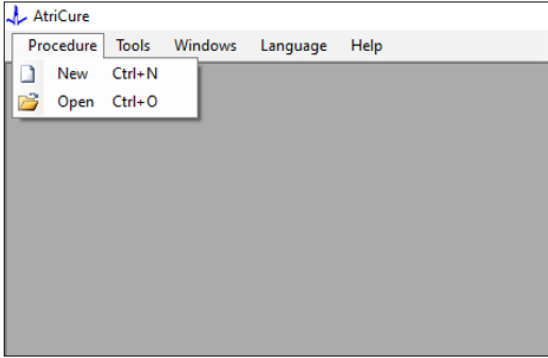 AtriCure
Procedure Tools Windows Language Help
New Ctrl+N
Open Ctrl+O